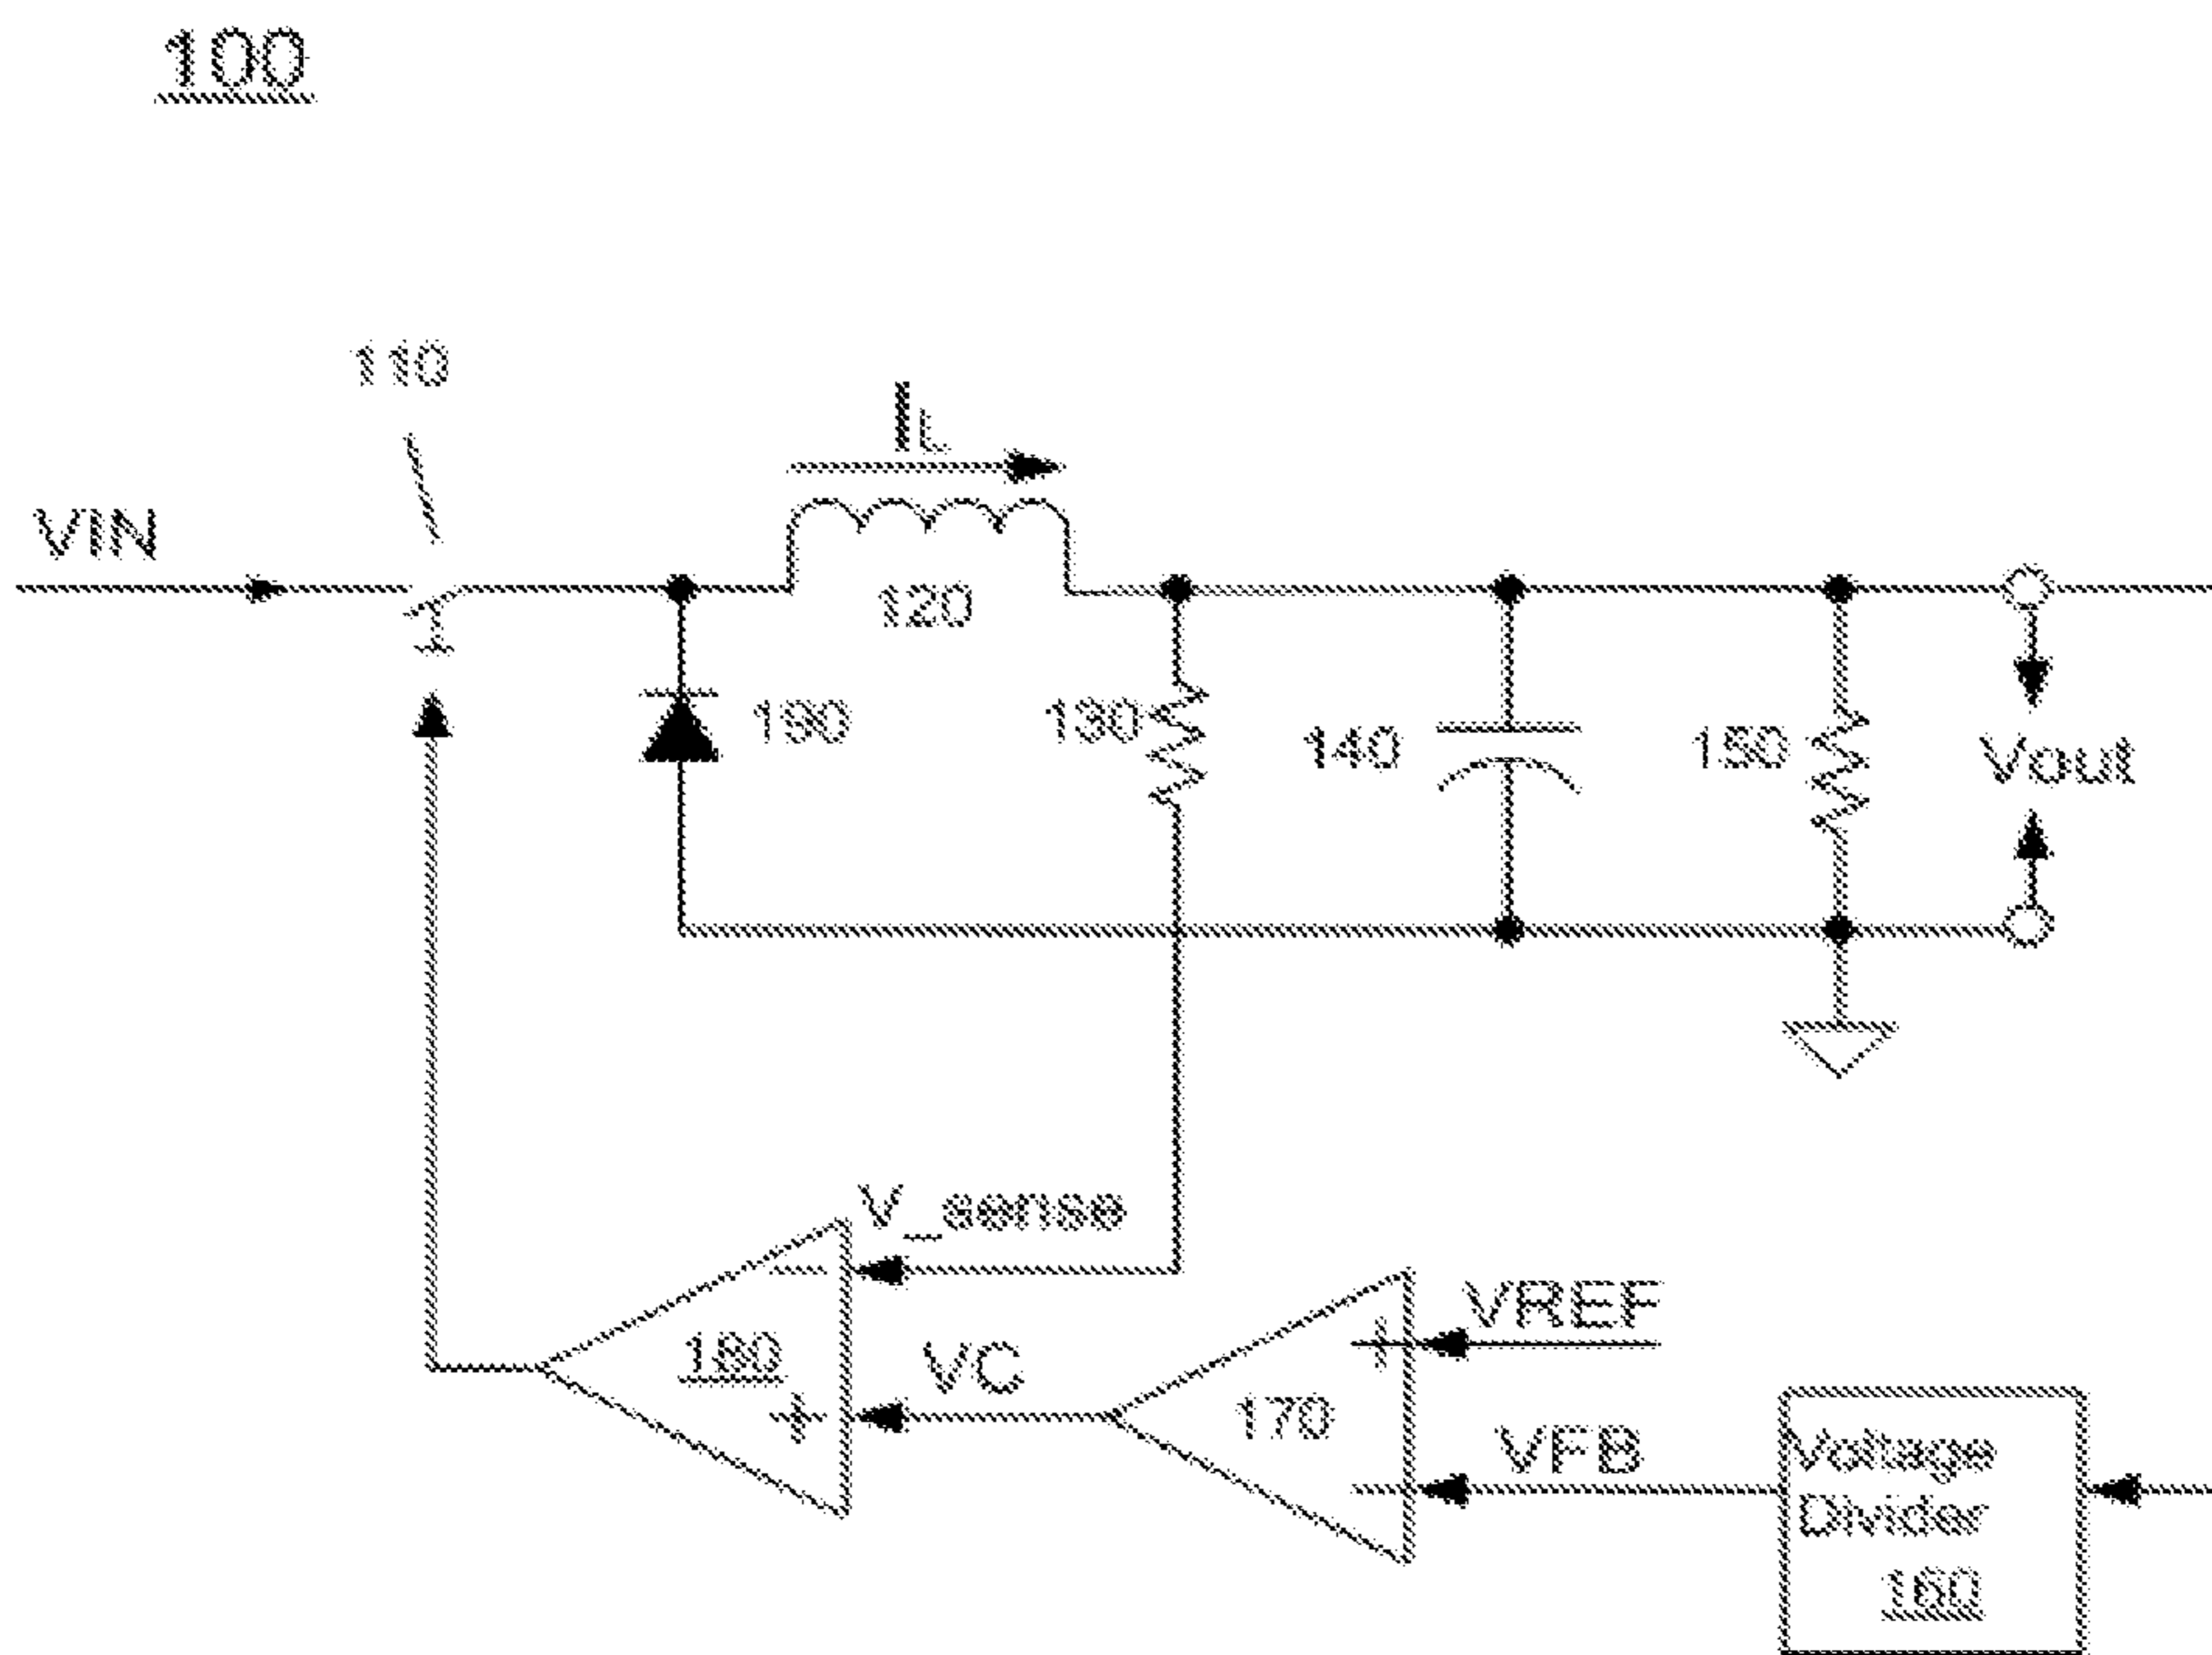 100
110
IL
VIN
120
190
130
140
150
Vout
V_sense
180
VC
170
VREF
VFB
Voltage
Divider
160